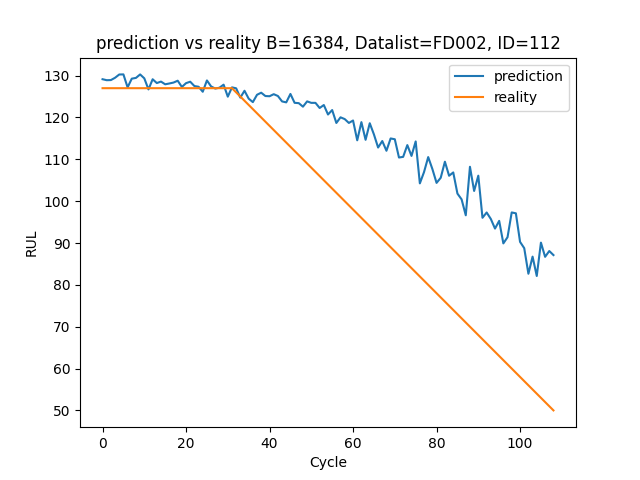 prediction vs reality B=16384, Datalist=FD002, ID=112
prediction
reality
RUL
130
120
110
100
90
80
70
60
50
0 20 40 60 80 100
Cycle